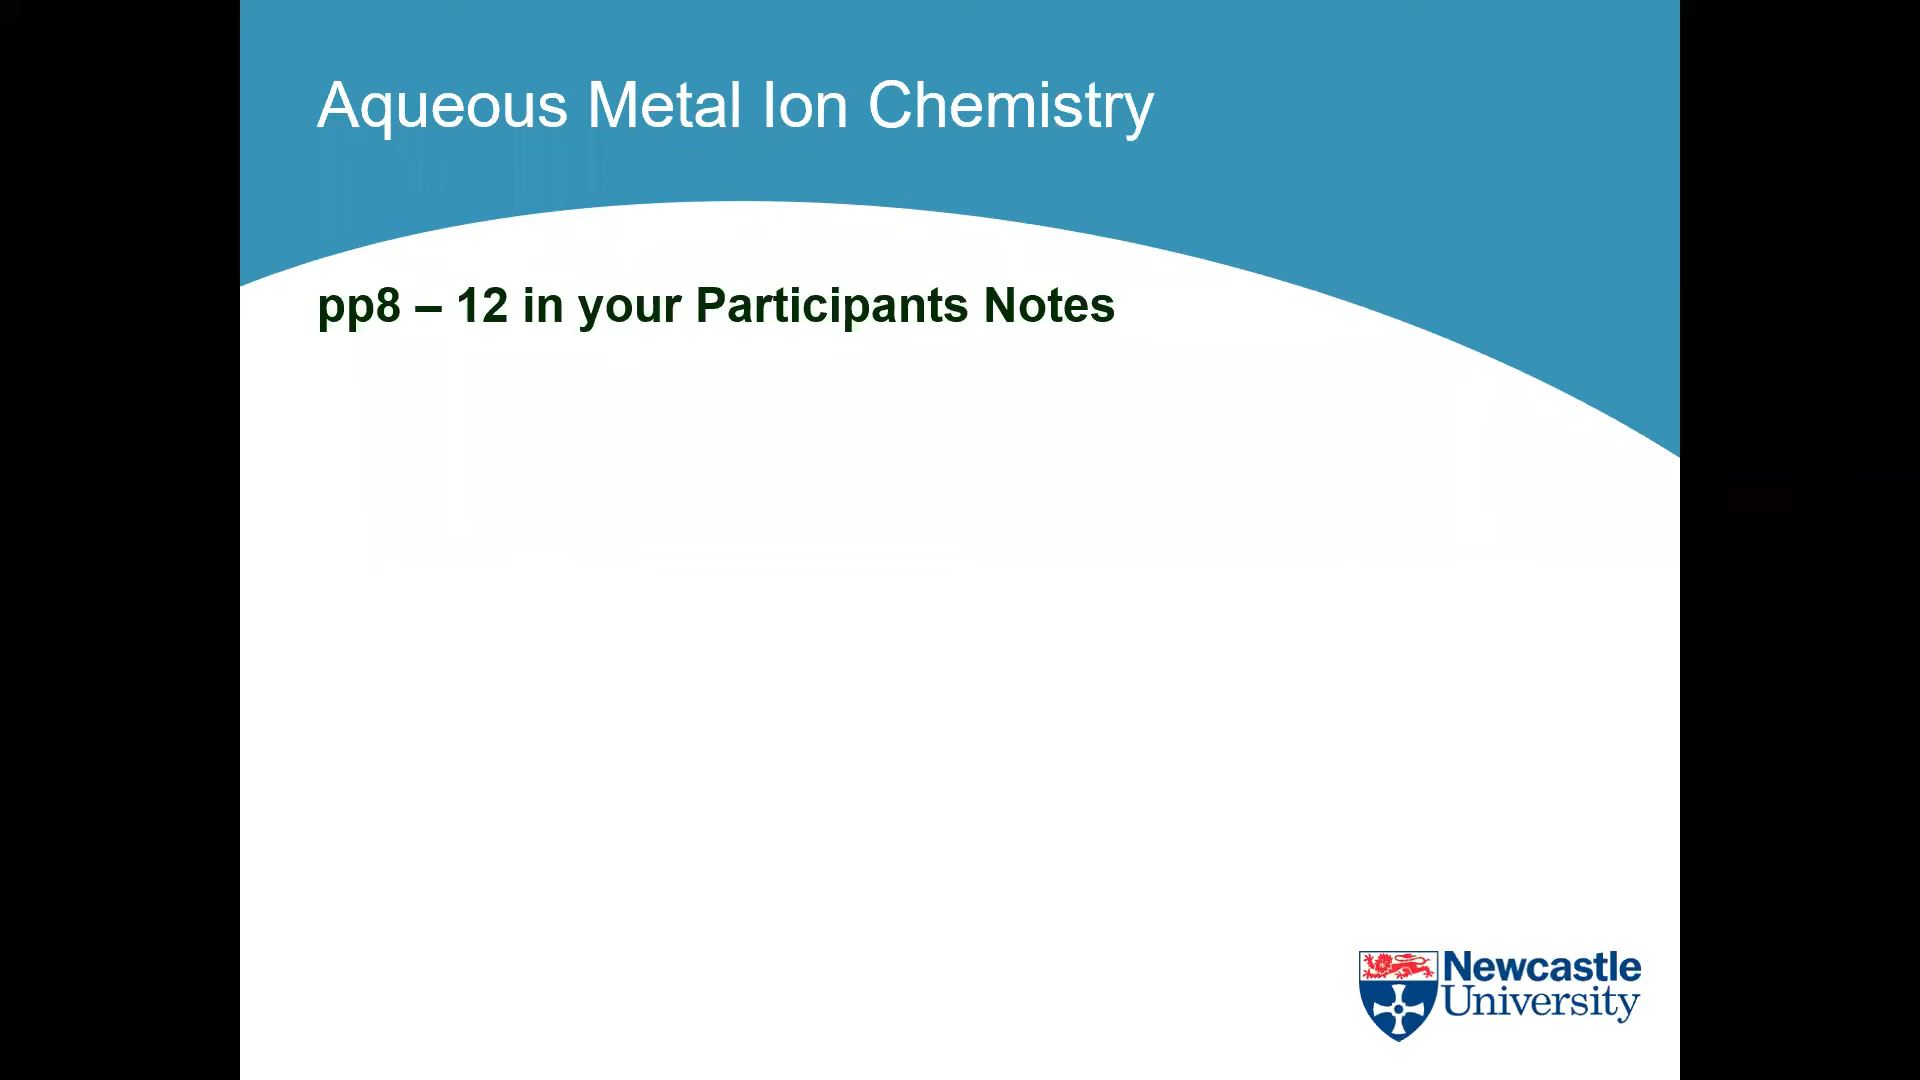 Aqueous Metal Ion Chemistry
pp8 – 12 in your Participants Notes
Newcastle
University